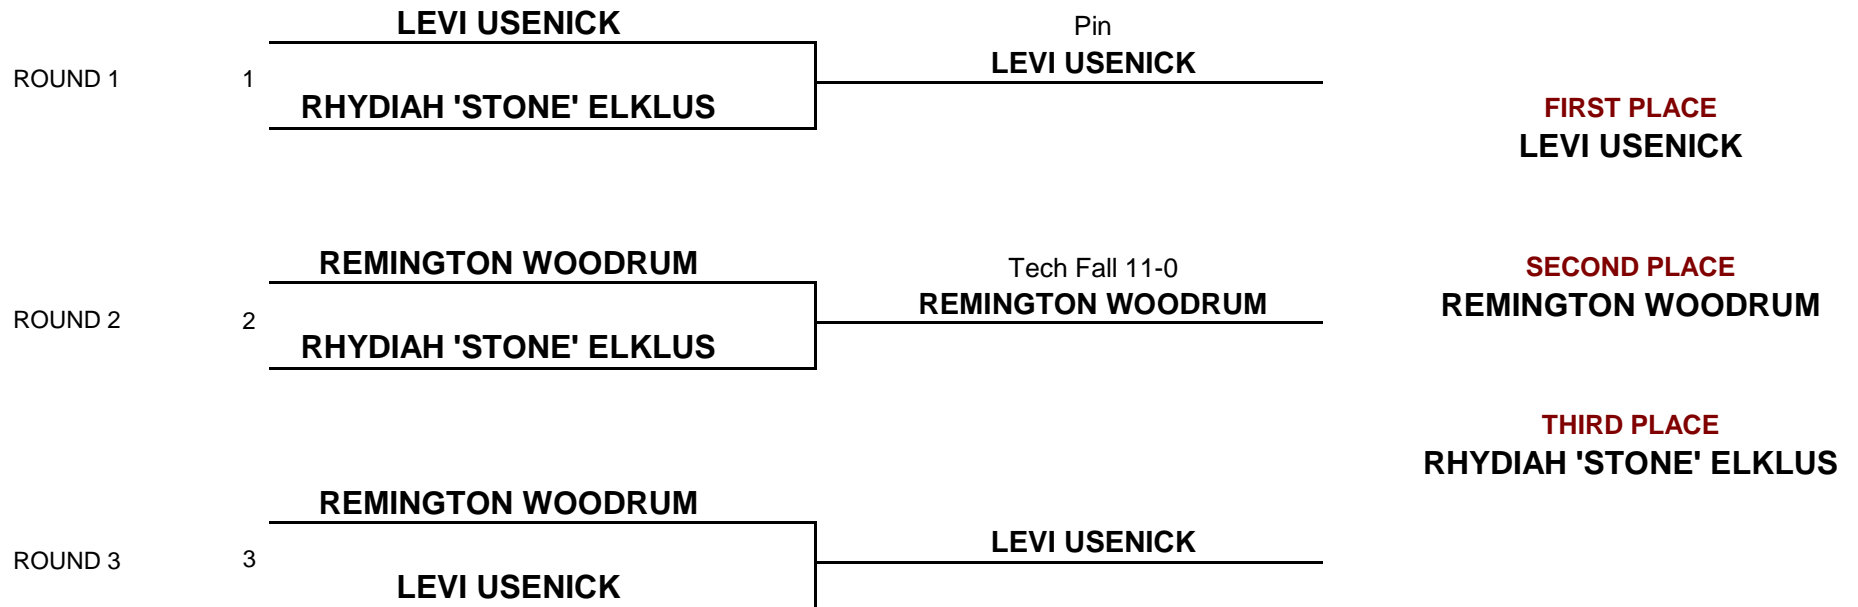 LEVI USENICK
Pin
LEVI USENICK
ROUND 1
1
RHYDIAH 'STONE' ELKLUS
FIRST PLACE
LEVI USENICK
REMINGTON WOODRUM
Tech Fall 11-0
REMINGTON WOODRUM
SECOND PLACE
REMINGTON WOODRUM
ROUND 2
2
RHYDIAH 'STONE' ELKLUS
THIRD PLACE
RHYDIAH 'STONE' ELKLUS
REMINGTON WOODRUM
LEVI USENICK
ROUND 3
3
LEVI USENICK